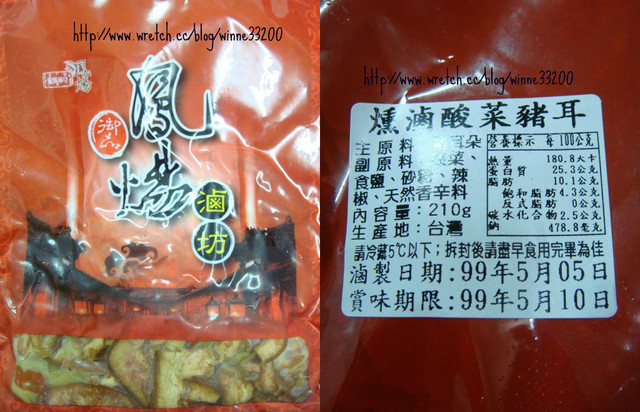 http://www.wretch.cc/blog/winne33200
御品
鳳燒
滷坊
http://www.wretch.cc/blog/winne33200
燻滷酸菜豬耳
主原料 耳朵
副原料 酸菜、
食鹽、砂糖、辣
椒、天然香辛料
內容量：210g
生產地：台灣
營養標示 每100公克
熱量 180.8大卡
蛋白質 25.3公克
脂肪 10.1公克
飽和脂肪 4.3公克
反式脂肪 0公克
碳水化合物 2.5公克
鈉 478.8毫克
請冷藏5℃以下；拆封後請盡早食用完畢為佳
滷製日期：99年5月05日
賞味期限：99年5月10日